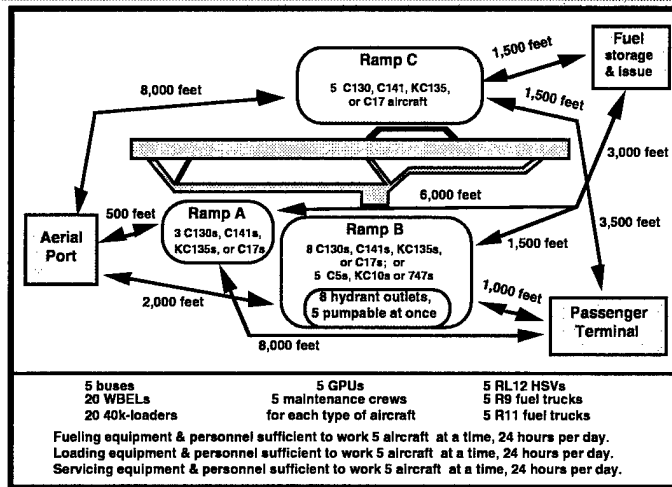 Ramp C
5 C130, C141, KC135,
or C17 aircraft
1,500 feet
Fuel
storage
& issue
8,000 feet
1,500 feet
3,000 feet
6,000 feet
500 feet
Ramp A
3 C130s, C141s,
KC135s, or C17s
Aerial
Port
Ramp B
8 C130s, C141s, KC135s,
or C17s; or
5 C5s, KC10s or 747s
8 hydrant outlets,
5 pumpable at once
3,500 feet
1,500 feet
2,000 feet
1,000 feet
Passenger
Terminal
8,000 feet
5 buses
20 WBELs
20 40k-loaders
5 GPUs
5 maintenance crews
for each type of aircraft
5 RL12 HSVs
5 R9 fuel trucks
5 R11 fuel trucks
Fueling equipment & personnel sufficient to work 5 aircraft at a time, 24 hours per day.
Loading equipment & personnel sufficient to work 5 aircraft at a time, 24 hours per day.
Servicing equipment & personnel sufficient to work 5 aircraft at a time, 24 hours per day.